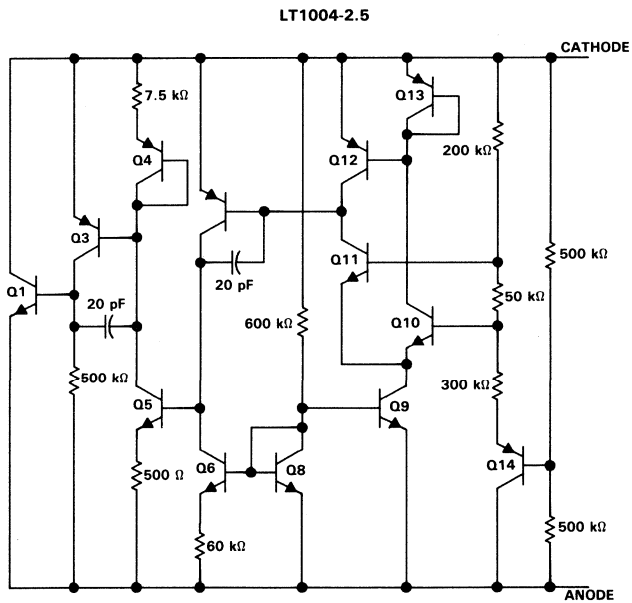 LT1004-2.5
CATHODE
Q13
7.5 kΩ
Q4
Q12
200 kΩ
Q3
Q11
500 kΩ
Q1
20 pF
50 kΩ
20 pF
600 kΩ
Q10
500 kΩ
300 kΩ
Q5
Q9
500 Ω
Q6
Q8
Q14
60 kΩ
500 kΩ
ANODE